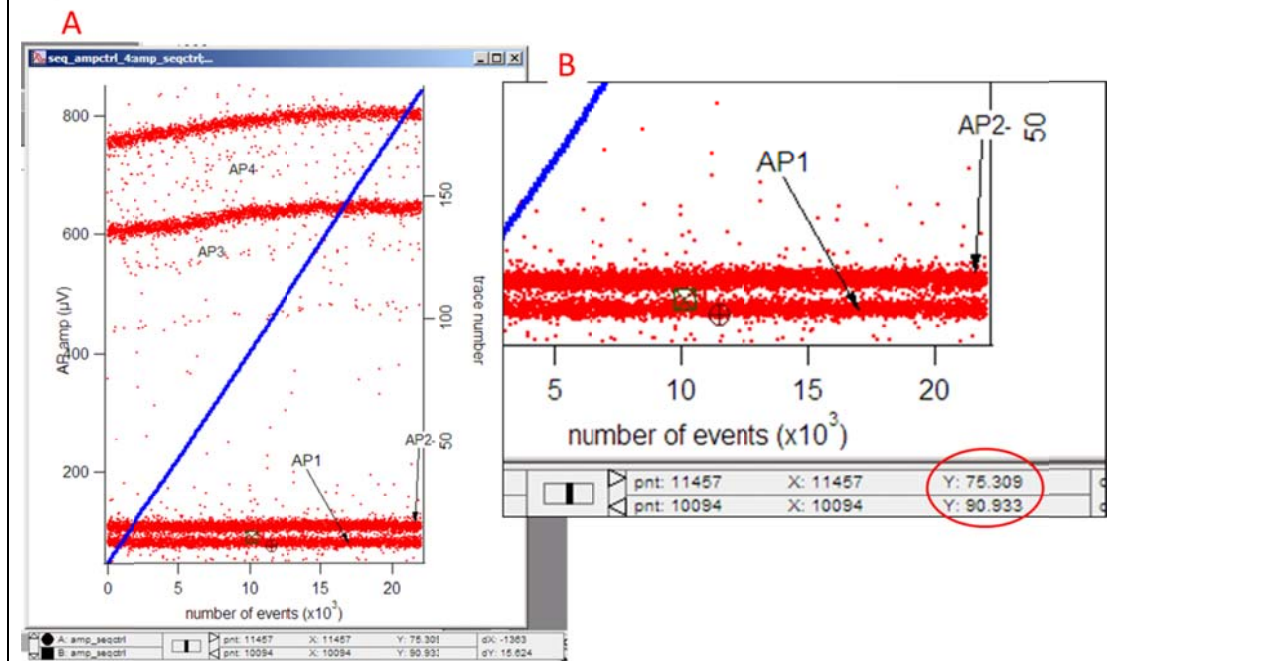 A
seq_ampctrl_4:amp_seqctrl;...
800
600
400
200
AP amp (µV)
AP4
AP3
AP1
AP2-
150
100
50
trace number
0 5 10 15 20
number of events (x10³)
A: amp_seqctrl pnt: 11457 X: 11457 Y: 75.309 dX: -1363
B: amp_seqctrl pnt: 10094 X: 10094 Y: 90.933 dY: 15.624
B
AP1
AP2-
50
5 10 15 20
number of events (x10³)
pnt: 11457 X: 11457 Y: 75.309
pnt: 10094 X: 10094 Y: 90.933